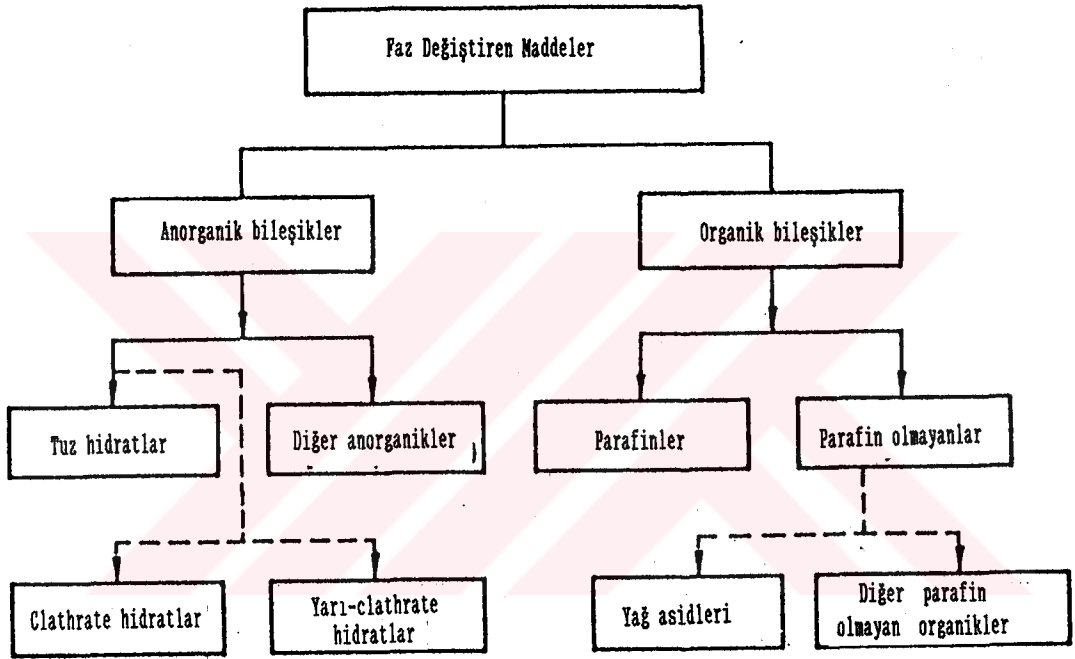 Faz Değiştiren Maddeler
Anorganik bileşikler
Organik bileşikler
Tuz hidratlar
Diğer anorganikler
Parafinler
Parafin olmayanlar
Clathrate hidratlar
Yarı-clathrate
hidratlar
Yağ asidleri
Diğer parafin
olmayan organikler